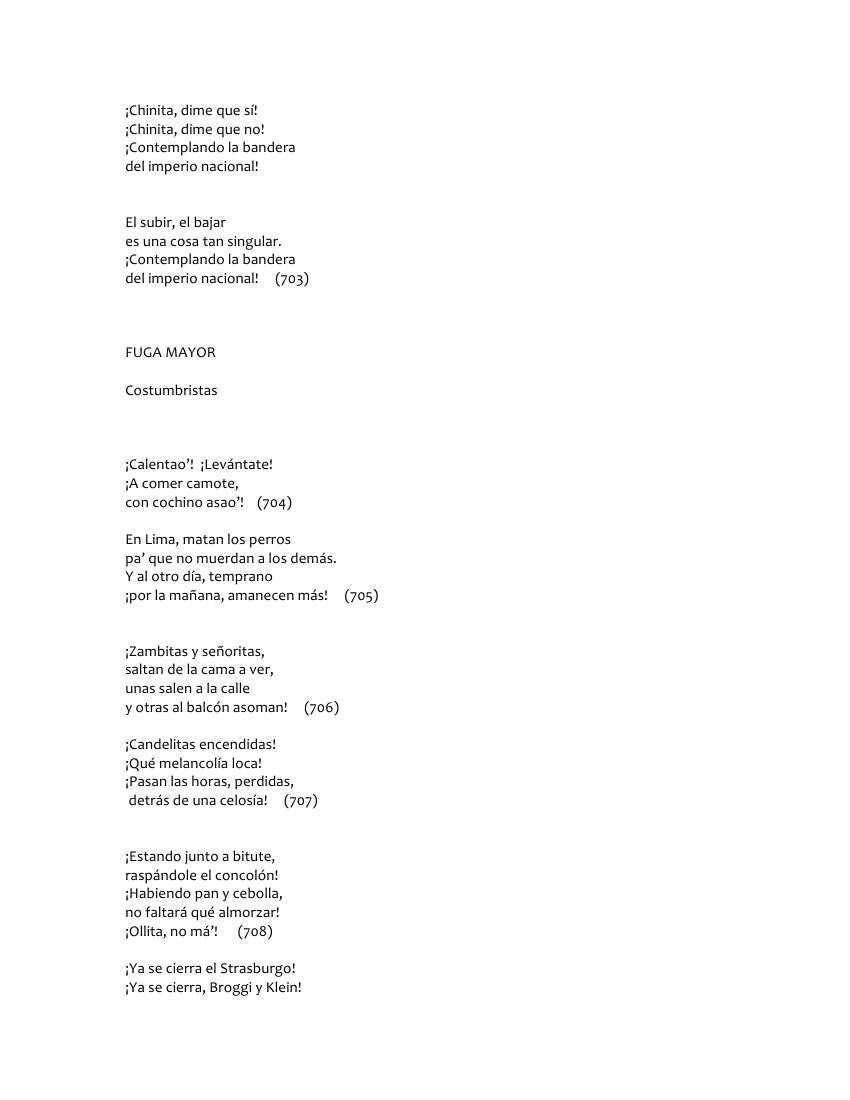 ¡Chinita, dime que sí!
¡Chinita, dime que no!
¡Contemplando la bandera
del imperio nacional!
El subir, el bajar
es una cosa tan singular.
¡Contemplando la bandera
del imperio nacional! (703)
FUGA MAYOR
Costumbristas
¡Calentao’! ¡Levántate!
¡A comer camote,
con cochino asao’! (704)
En Lima, matan los perros
pa’ que no muerdan a los demás.
Y al otro día, temprano
¡por la mañana, amanecen más! (705)
¡Zambitas y señoritas,
saltan de la cama a ver,
unas salen a la calle
y otras al balcón asoman! (706)
¡Candelitas encendidas!
¡Qué melancolía loca!
¡Pasan las horas, perdidas,
detrás de una celosía! (707)
¡Estando junto a bitute,
raspándole el concolón!
¡Habiendo pan y cebolla,
no faltará qué almorzar!
¡Ollita, no má’! (708)
¡Ya se cierra el Strasburgo!
¡Ya se cierra, Broggi y Klein!